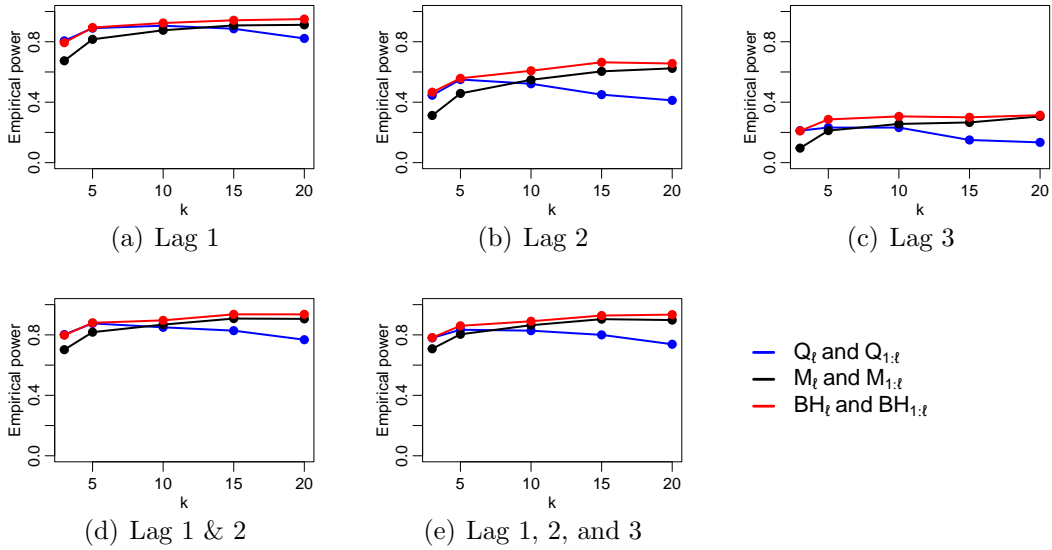 Empirical power
0.0 0.4 0.8
5 10 15 20
k
(a) Lag 1
Empirical power
0.0 0.4 0.8
5 10 15 20
k
(b) Lag 2
Empirical power
0.0 0.4 0.8
5 10 15 20
k
(c) Lag 3
Empirical power
0.0 0.4 0.8
5 10 15 20
k
(d) Lag 1 & 2
Empirical power
0.0 0.4 0.8
5 10 15 20
k
(e) Lag 1, 2, and 3
Qℓ and Q1:ℓ
Mℓ and M1:ℓ
BHℓ and BH1:ℓ